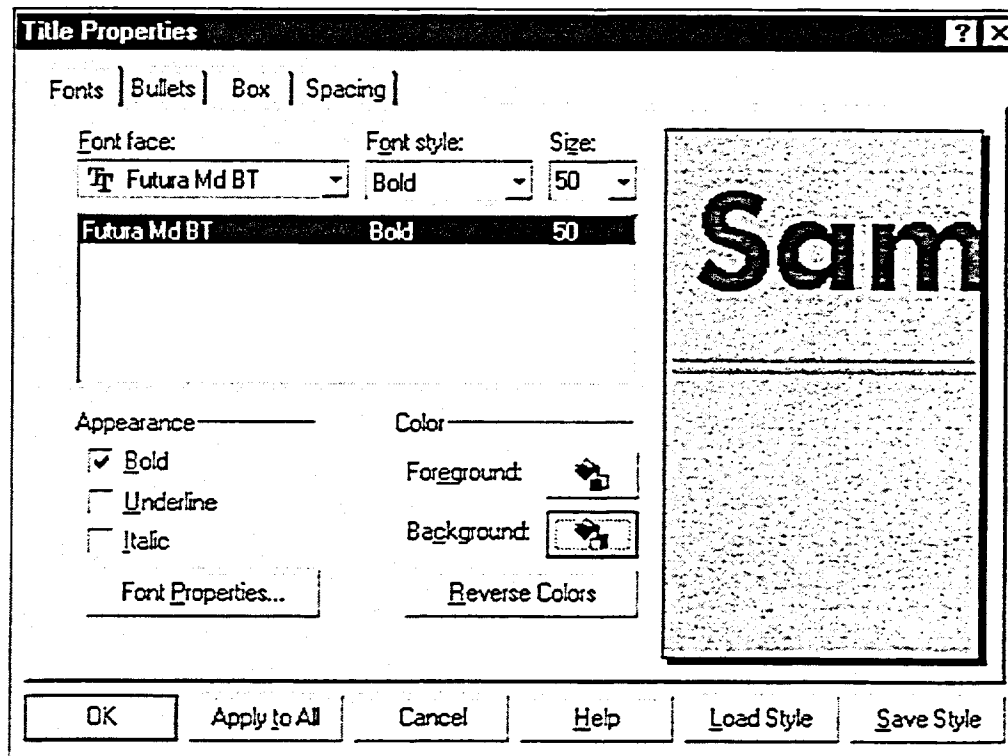 Title Properties
Fonts Bullets Box Spacing
Font face: Font style: Size:
Futura Md BT Bold 50
Futura Md BT Bold 50
Sam
Appearance Color
Bold
Underline
Italic
Foreground:
Background:
Font Properties... Reverse Colors
OK Apply to All Cancel Help Load Style Save Style